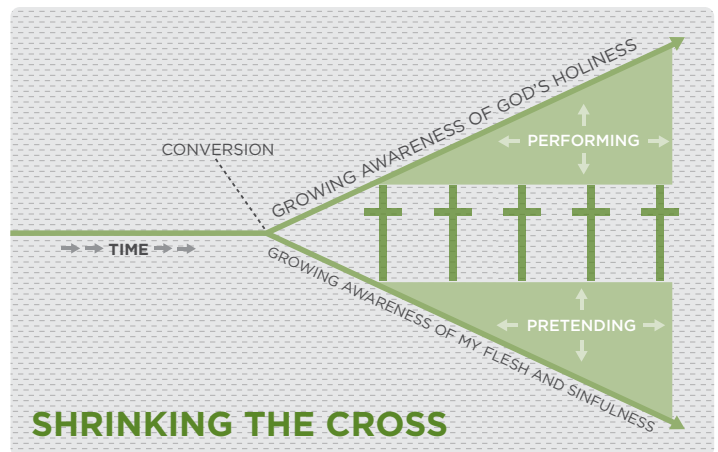 GROWING AWARENESS OF GOD'S HOLINESS
PERFORMING
CONVERSION
TIME
GROWING AWARENESS OF MY FLESH AND SINFULNESS
PRETENDING
SHRINKING THE CROSS